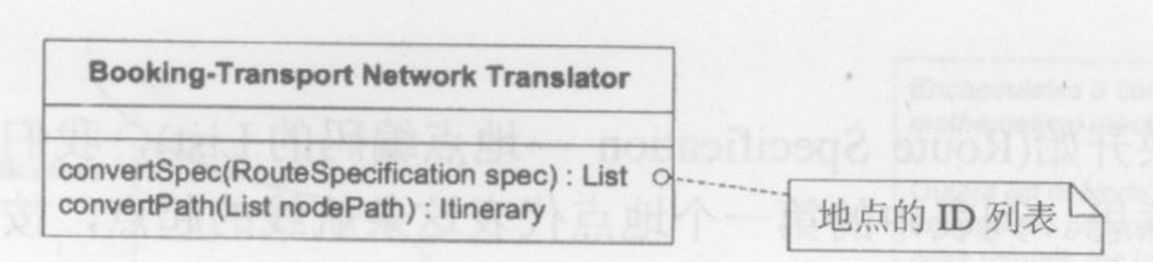 Booking-Transport Network Translator
convertSpec(RouteSpecification spec) : List
convertPath(List nodePath) : Itinerary
地点的 ID 列表